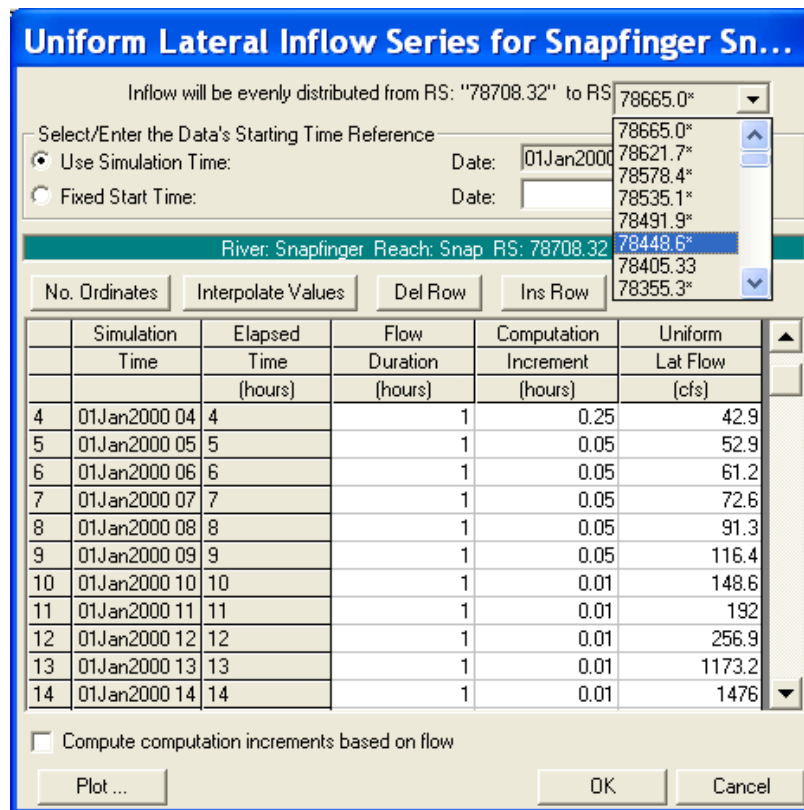 Uniform Lateral Inflow Series for Snapfinger Sn...
Inflow will be evenly distributed from RS: "78708.32" to RS 78665.0*
Select/Enter the Data's Starting Time Reference
Use Simulation Time: Date: 01Jan2000
Fixed Start Time: Date:
78665.0*
78621.7*
78578.4*
78535.1*
78491.9*
78448.6*
78405.33
78355.3*
River: Snapfinger Reach: Snap RS: 78708.32
No. Ordinates Interpolate Values Del Row Ins Row
Simulation Elapsed Flow Computation Uniform
Time Time Duration Increment Lat Flow
(hours) (hours) (hours) (cfs)
4 01Jan2000 04 4 1 0.25 42.9
5 01Jan2000 05 5 1 0.05 52.9
6 01Jan2000 06 6 1 0.05 61.2
7 01Jan2000 07 7 1 0.05 72.6
8 01Jan2000 08 8 1 0.05 91.3
9 01Jan2000 09 9 1 0.05 116.4
10 01Jan2000 10 10 1 0.01 148.6
11 01Jan2000 11 11 1 0.01 192
12 01Jan2000 12 12 1 0.01 256.9
13 01Jan2000 13 13 1 0.01 1173.2
14 01Jan2000 14 14 1 0.01 1476
Compute computation increments based on flow
Plot ... OK Cancel